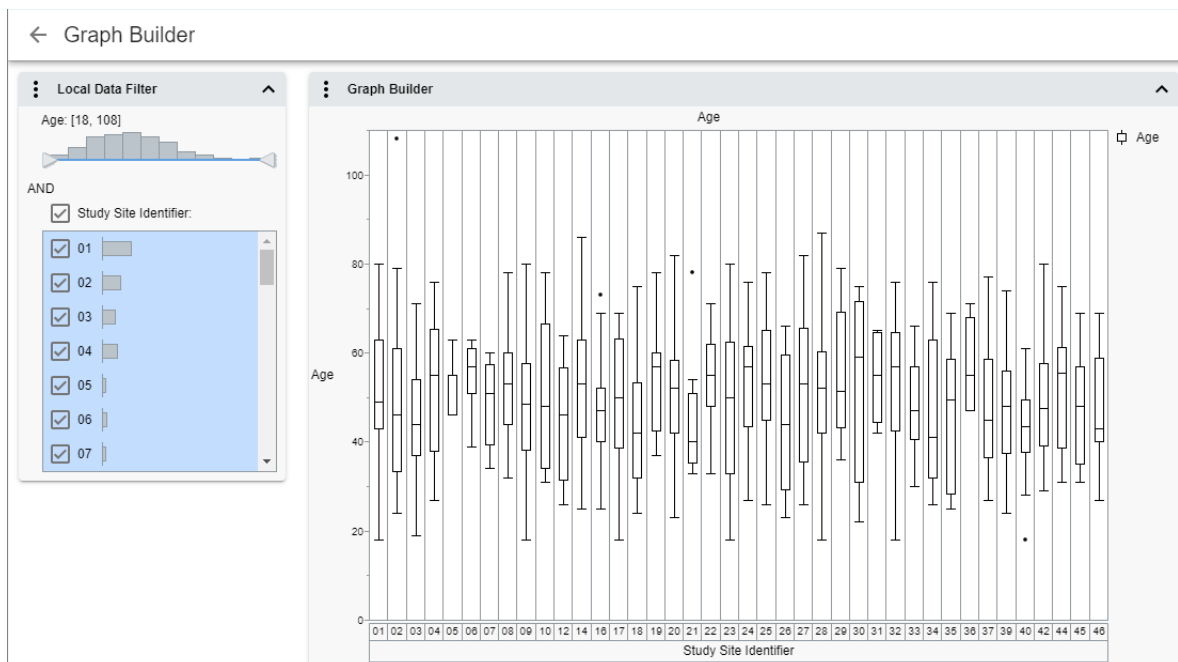 Graph Builder
Local Data Filter
Age: [18, 108]
AND
Study Site Identifier:
01
02
03
04
05
06
07
Graph Builder
Age
Age
Age
100
80
60
40
20
0
01 02 03 04 05 06 07 08 09 10 12 14 16 17 18 19 20 21 22 23 24 25 26 27 28 29 30 31 32 33 34 35 36 37 39 40 42 44 45 46
Study Site Identifier